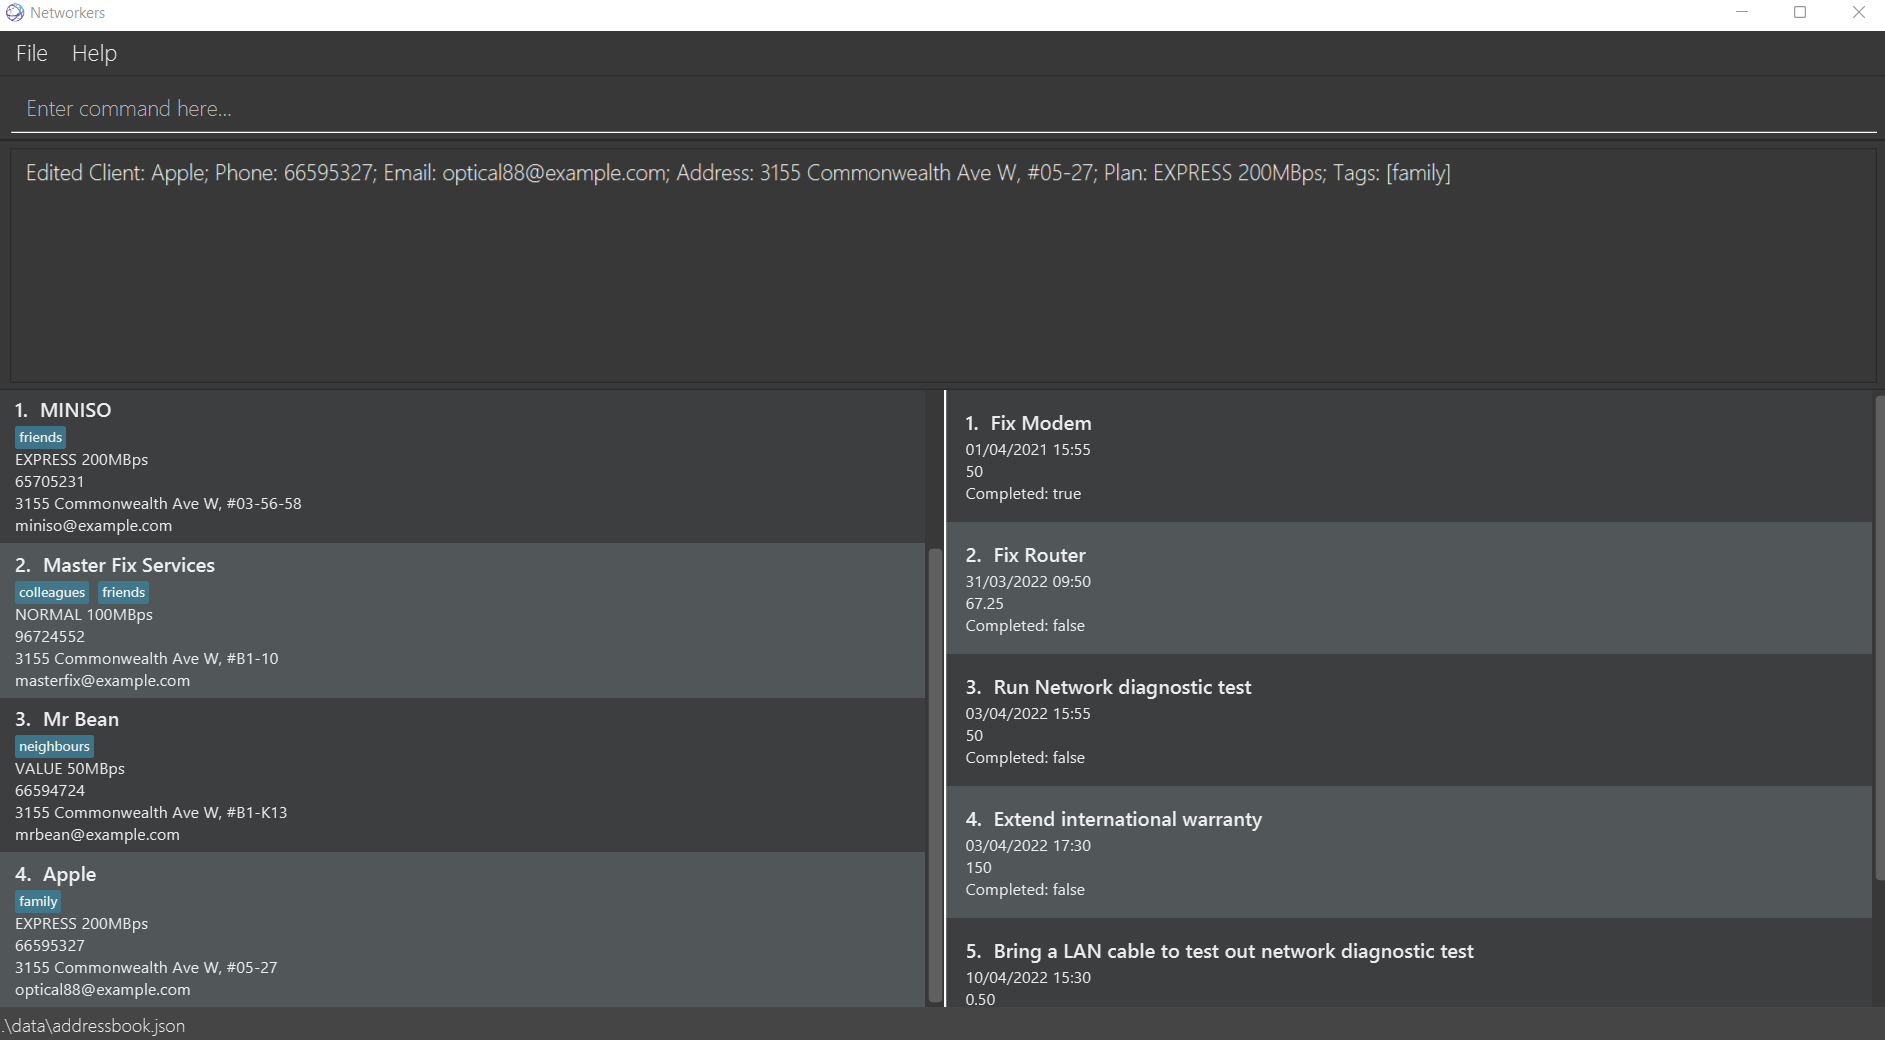 Networkers
File Help
Enter command here...
Edited Client: Apple; Phone: 66595327; Email: optical88@example.com; Address: 3155 Commonwealth Ave W, #05-27; Plan: EXPRESS 200MBps; Tags: [family]
1. MINISO
friends
EXPRESS 200MBps
65705231
3155 Commonwealth Ave W, #03-56-58
miniso@example.com
2. Master Fix Services
colleagues friends
NORMAL 100MBps
96724552
3155 Commonwealth Ave W, #B1-10
masterfix@example.com
3. Mr Bean
neighbours
VALUE 50MBps
66594724
3155 Commonwealth Ave W, #B1-K13
mrbean@example.com
4. Apple
family
EXPRESS 200MBps
66595327
3155 Commonwealth Ave W, #05-27
optical88@example.com
1. Fix Modem
01/04/2021 15:55
50
Completed: true
2. Fix Router
31/03/2022 09:50
67.25
Completed: false
3. Run Network diagnostic test
03/04/2022 15:55
50
Completed: false
4. Extend international warranty
03/04/2022 17:30
150
Completed: false
5. Bring a LAN cable to test out network diagnostic test
10/04/2022 15:30
0.50
.\data\addressbook.json